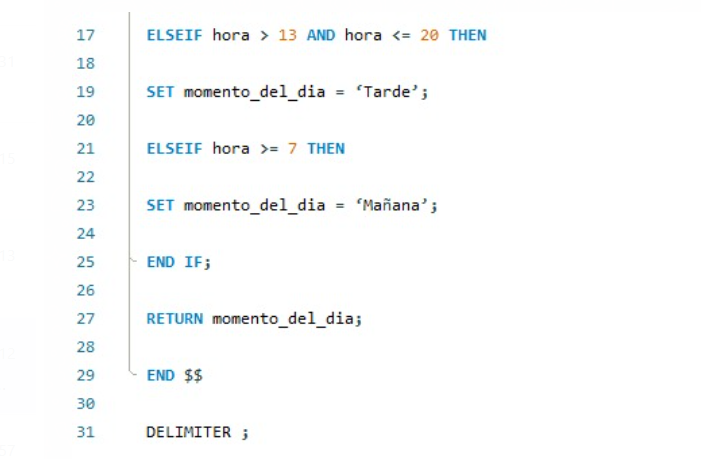 17 ELSEIF hora > 13 AND hora <= 20 THEN
18
19 SET momento_del_dia = ‘Tarde’;
20
21 ELSEIF hora >= 7 THEN
22
23 SET momento_del_dia = ‘Mañana’;
24
25 END IF;
26
27 RETURN momento_del_dia;
28
29 END $$
30
31 DELIMITER ;